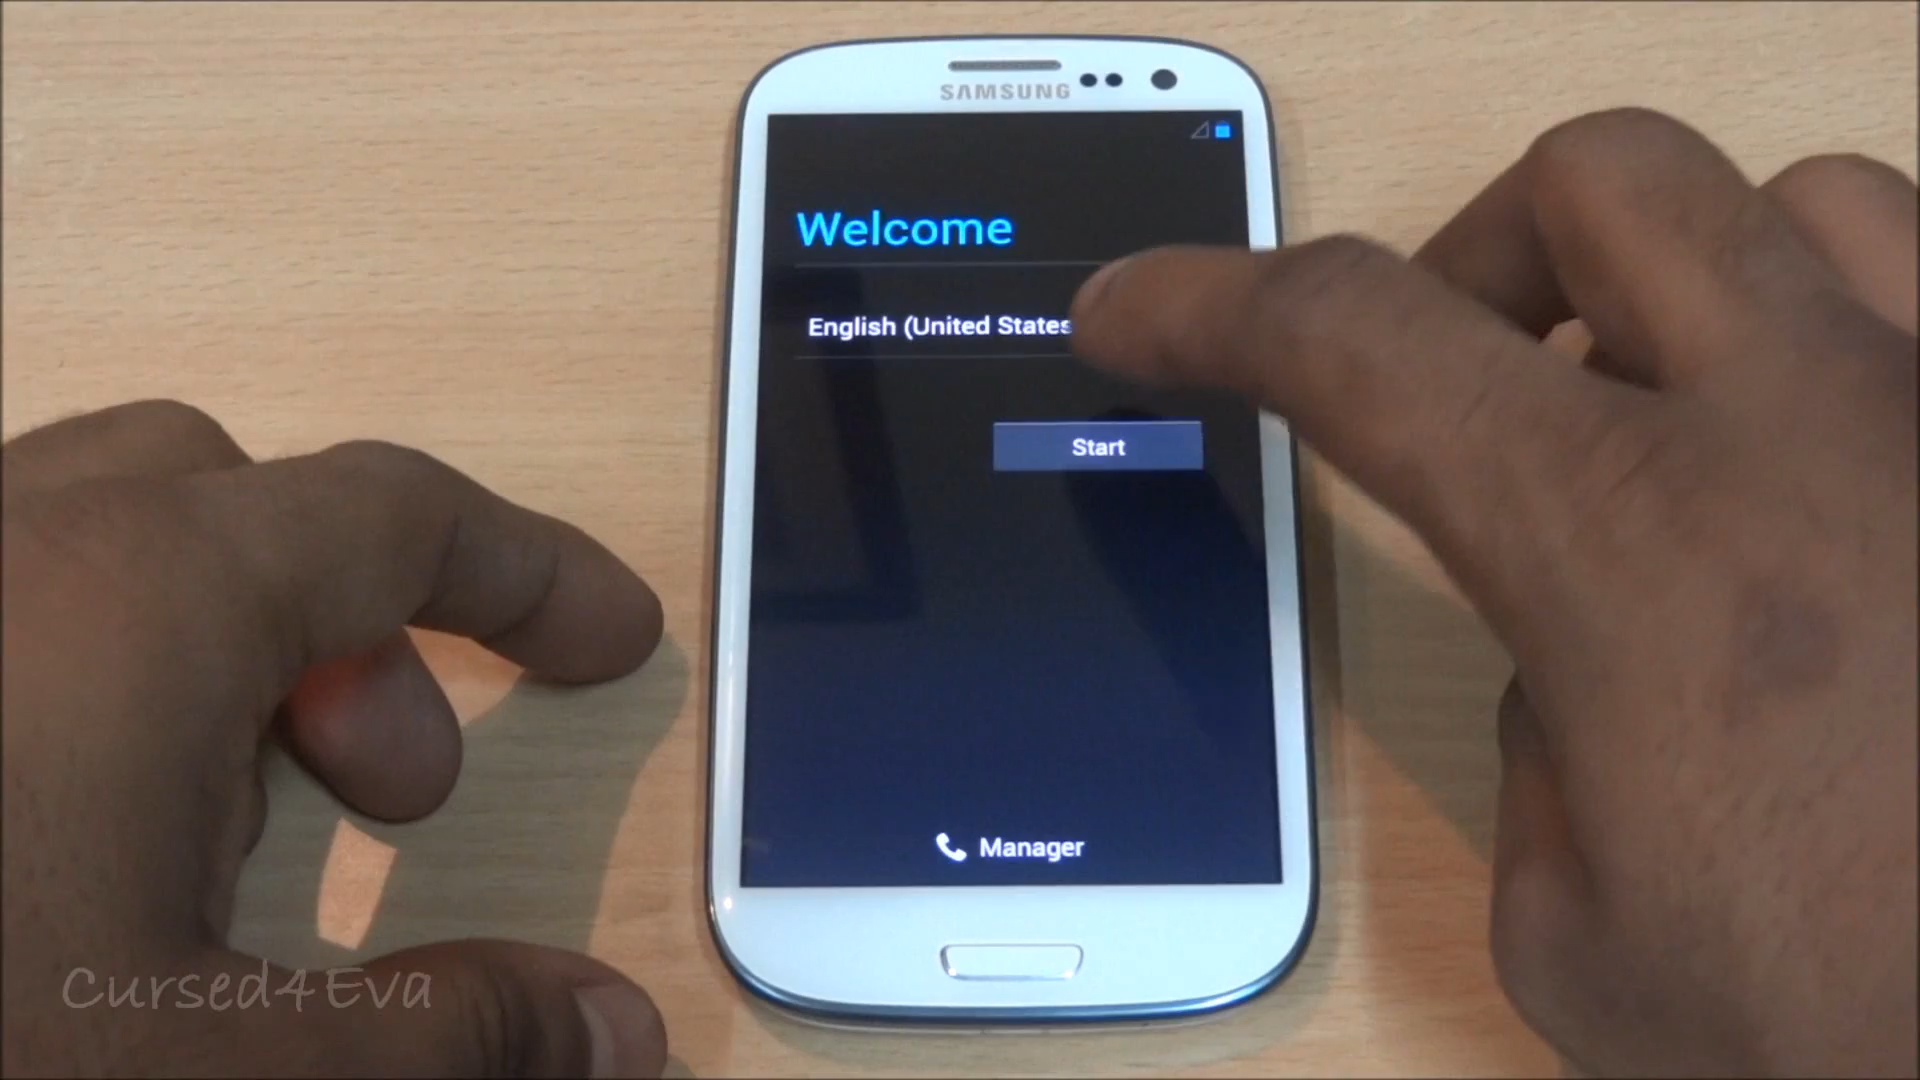 SAMSUNG
Welcome
English (United States
Start
Manager
Cursed4Eva